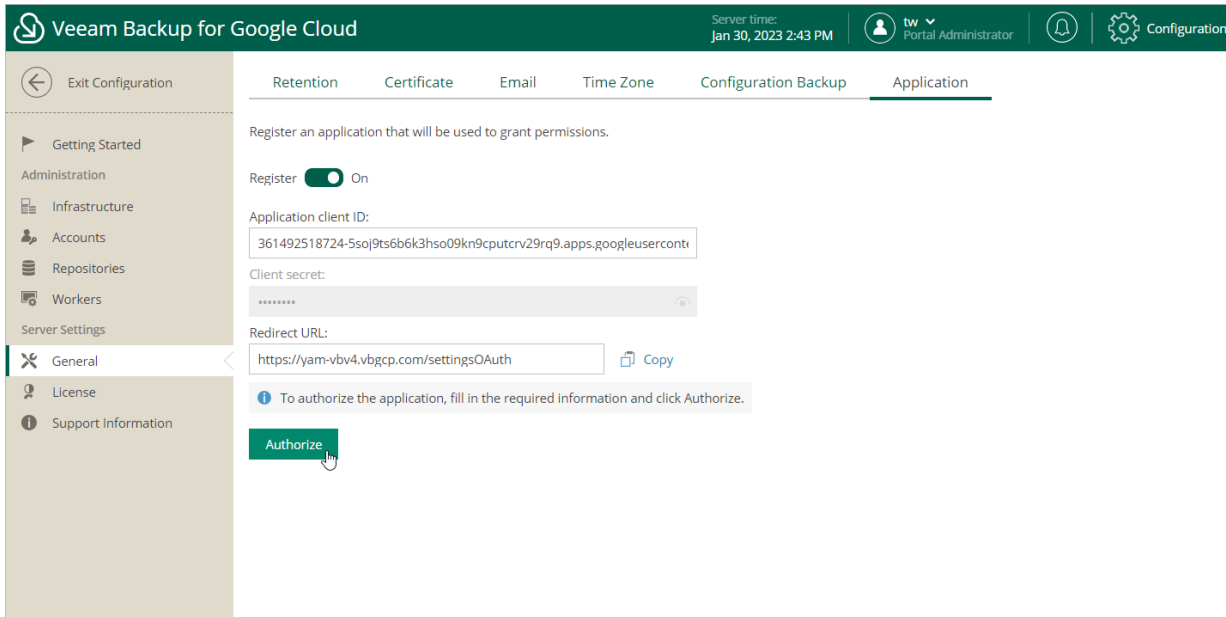 Veeam Backup for Google Cloud
Server time:
Jan 30, 2023 2:43 PM
tw
Portal Administrator
Configuration
Exit Configuration
Getting Started
Administration
Infrastructure
Accounts
Repositories
Workers
Server Settings
General
License
Support Information
Retention Certificate Email Time Zone Configuration Backup Application
Register an application that will be used to grant permissions.
Register On
Application client ID:
361492518724-5soj9ts6b6k3hso09kn9cputcrv29rq9.apps.googleuserconte
Client secret:
••••••••
Redirect URL:
https://yam-vbv4.vbgcp.com/settingsOAuth
Copy
To authorize the application, fill in the required information and click Authorize.
Authorize